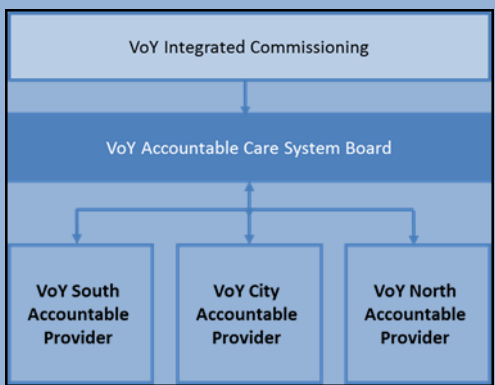 VoY Integrated Commissioning
VoY Accountable Care System Board
VoY South
Accountable
Provider
VoY City
Accountable
Provider
VoY North
Accountable
Provider